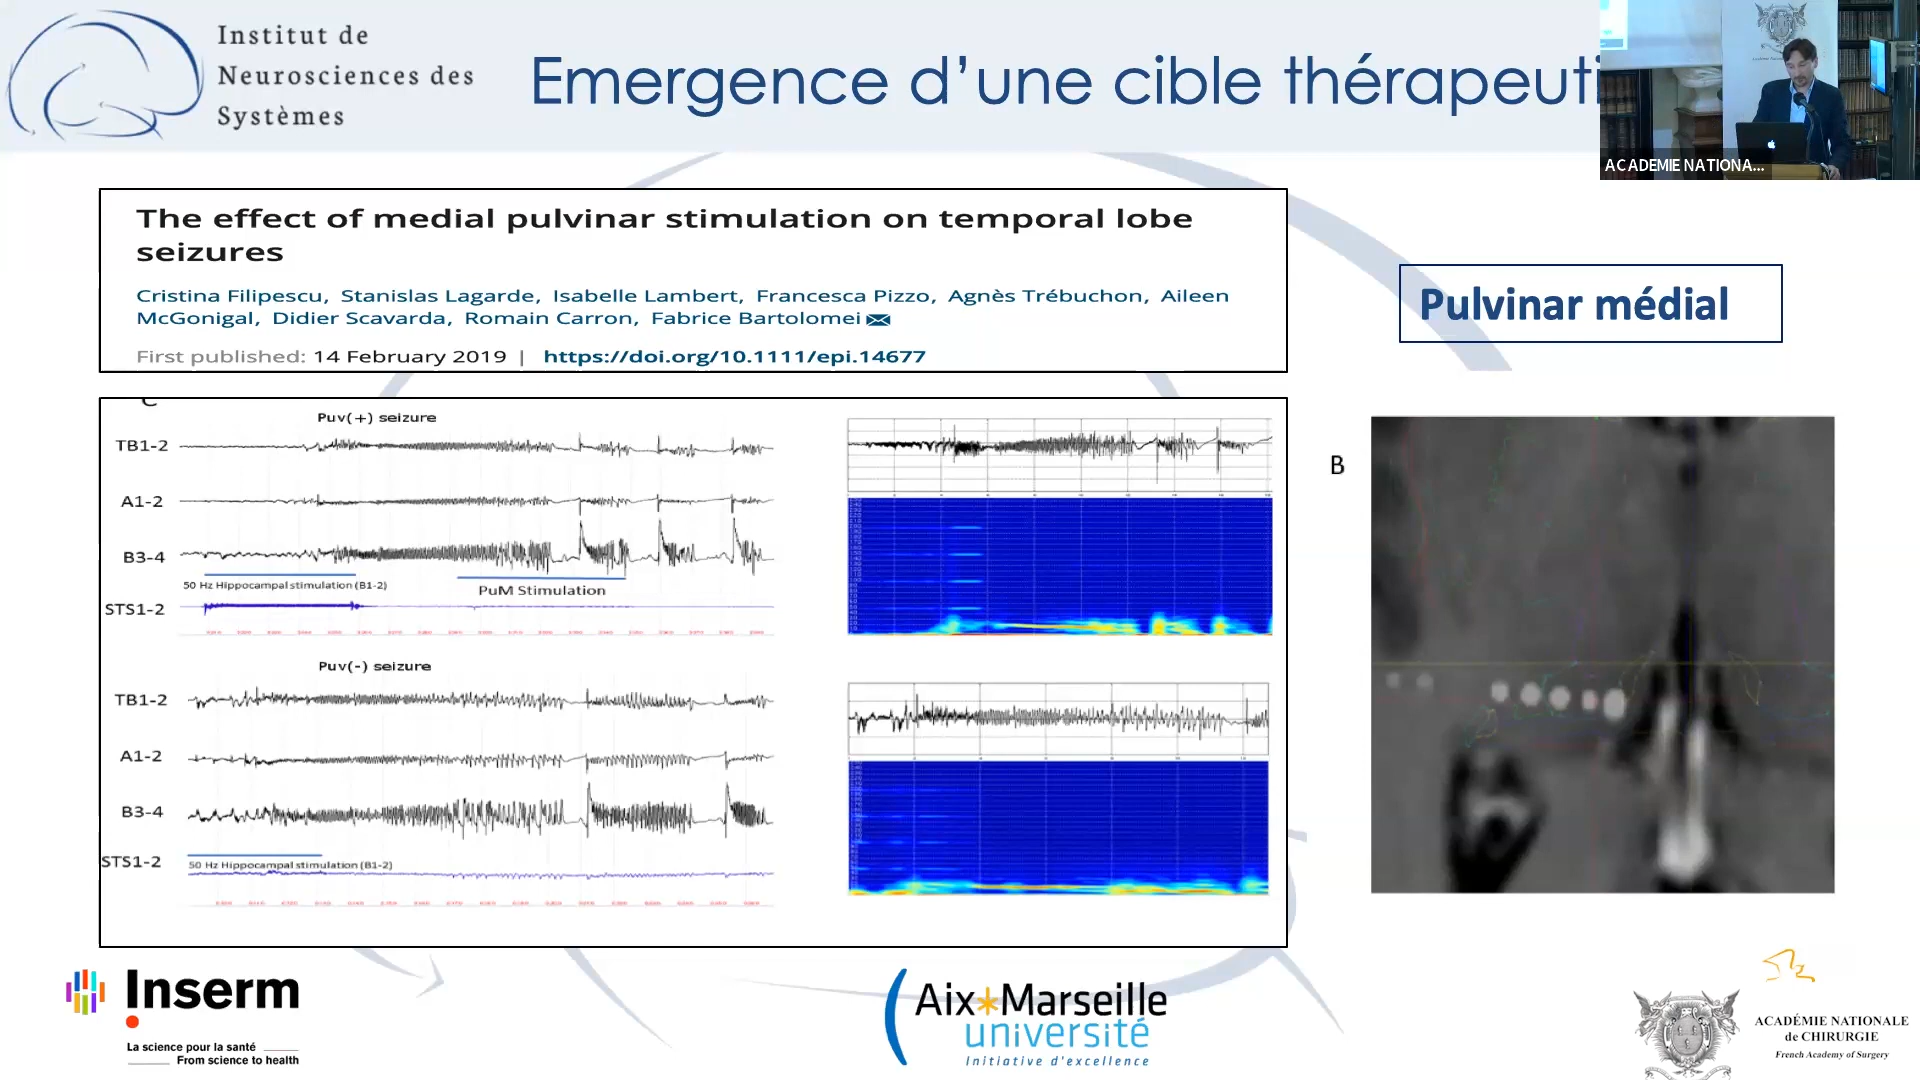 Institut de
Neurosciences des
Systèmes
Emergence d’une cible thérapeuti
ACADEMIE NATIONA...
The effect of medial pulvinar stimulation on temporal lobe
seizures
Cristina Filipescu, Stanislas Lagarde, Isabelle Lambert, Francesca Pizzo, Agnès Trébuchon, Aileen
McGonigal, Didier Scavarda, Romain Carron, Fabrice Bartolomei
First published: 14 February 2019 | https://doi.org/10.1111/epi.14677
Pulvinar médial
Puv(+) seizure
TB1-2
A1-2
B3-4
50 Hz Hippocampal stimulation (B1-2)
PuM Stimulation
STS1-2
Puv(-) seizure
TB1-2
A1-2
B3-4
STS1-2
50 Hz Hippocampal stimulation (B1-2)
B
Inserm
La science pour la santé
From science to health
Aix Marseille
université
Initiative d'excellence
ACADÉMIE NATIONALE
de CHIRURGIE
French Academy of Surgery